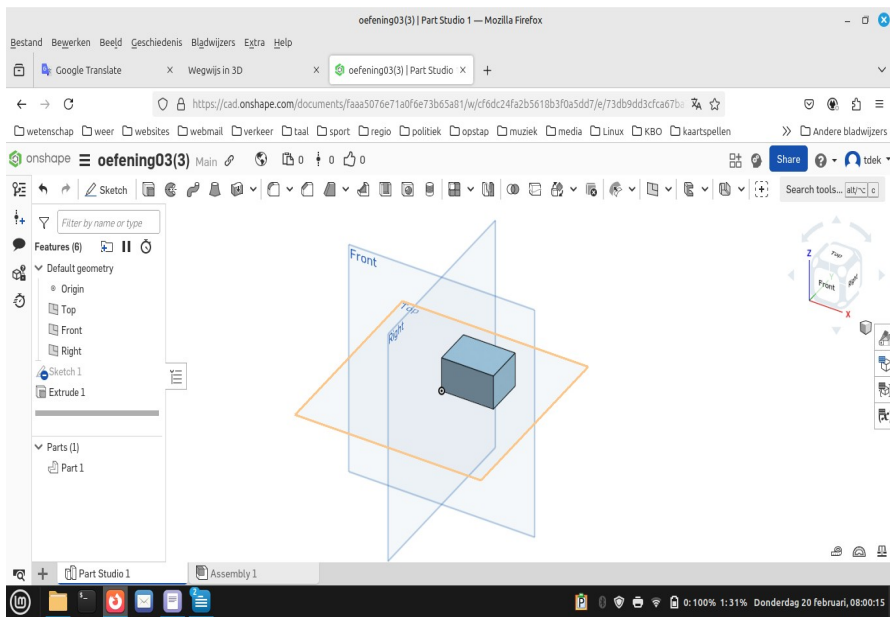 oefening03(3) | Part Studio 1 — Mozilla Firefox
Bestand Bewerken Beeld Geschiedenis Bladwijzers Extra Help
Google Translate × Wegwijs in 3D × oefening03(3) | Part Studio × +
https://cad.onshape.com/documents/faaa5076e71a0f6e73b65a81/w/cf6dc24fa2b5618b3f0a5dd7/e/73db9dd3cfca67ba
wetenschap weer websites webmail verkeer taal sport regio politiek opstap muziek media Linux KBO kaartspellen Andere bladwijzers
onshape oefening03(3) Main 0 0 0 Share tdek
Sketch Search tools... alt/⌥ c
Filter by name or type
Features (6)
Default geometry
Origin
Top
Front
Right
Sketch 1
Extrude 1
Parts (1)
Part 1
Front
Top
Right
Z
Top
Y
Front
Right
X
Part Studio 1 Assembly 1
2
0: 100% 1: 31% Donderdag 20 februari, 08:00:15